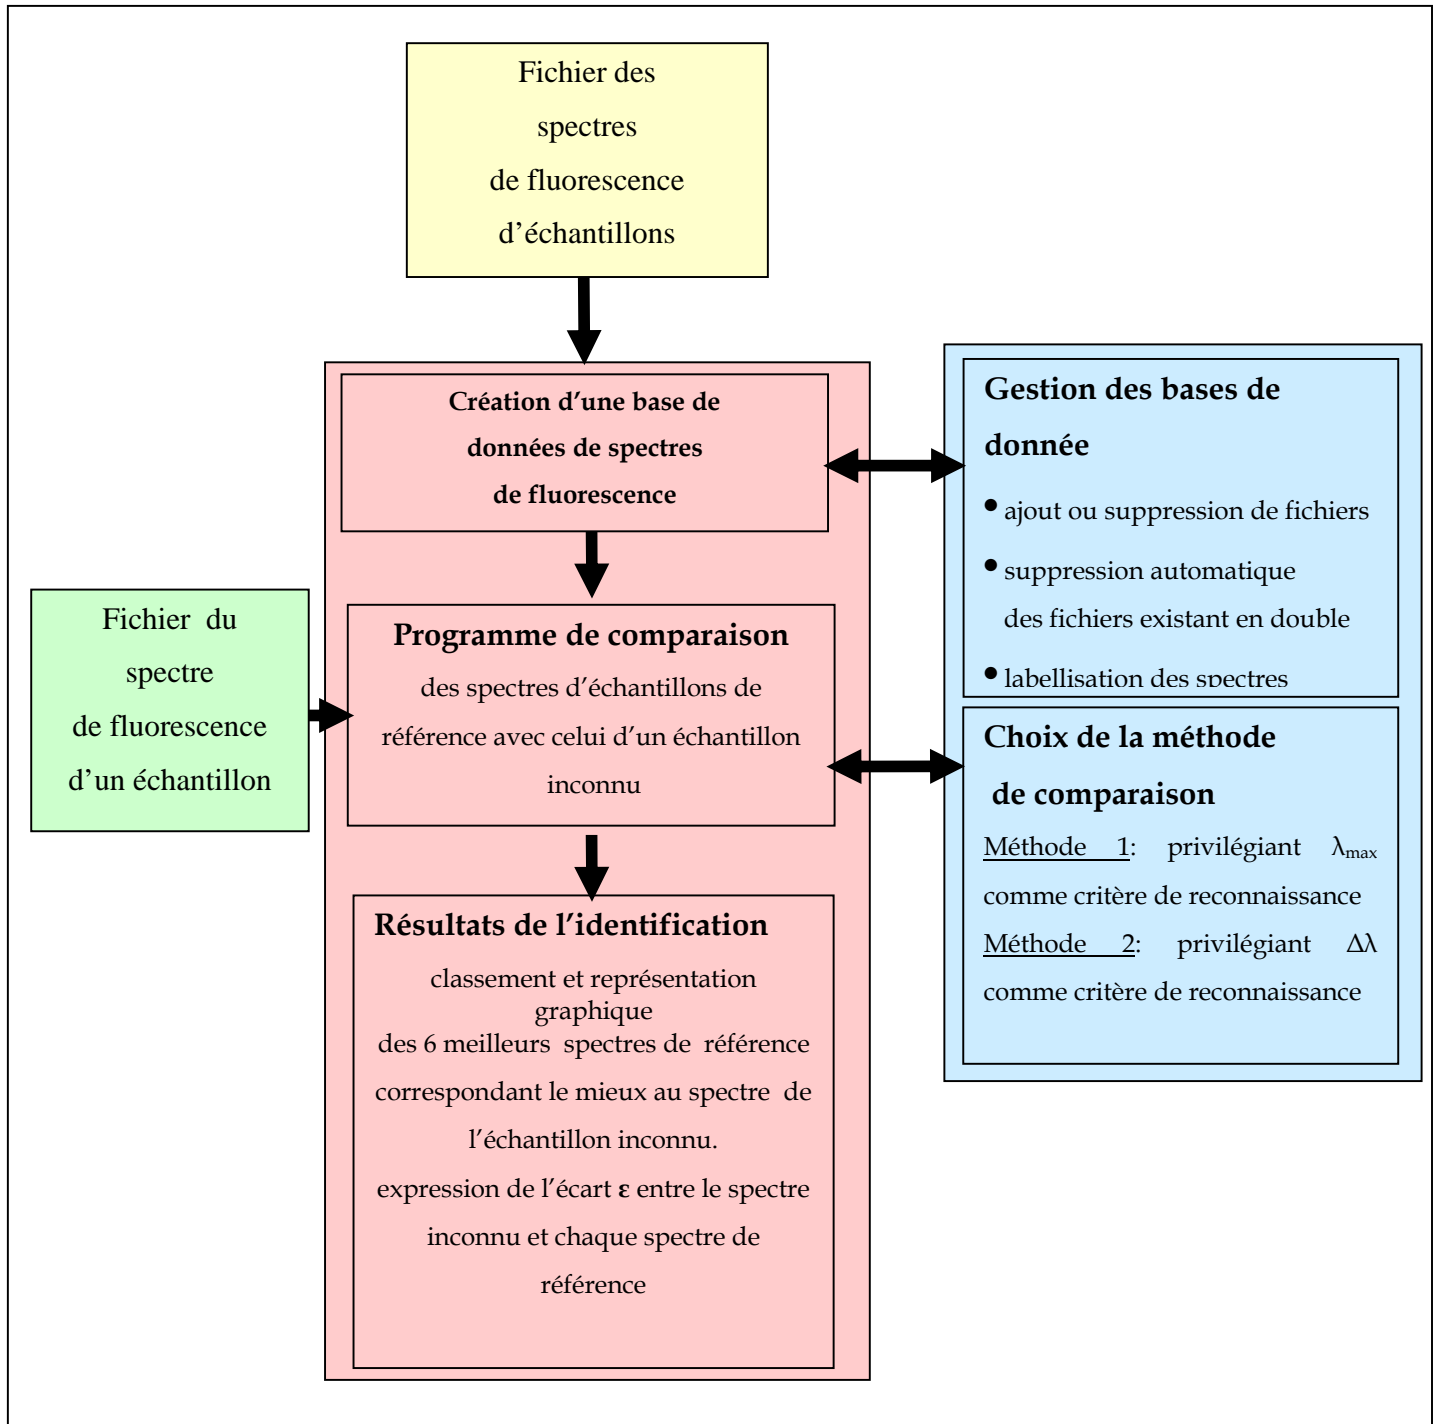 Fichier des
spectres
de fluorescence
d’échantillons
Création d’une base de
données de spectres
de fluorescence
Gestion des bases de
donnée
• ajout ou suppression de fichiers
• suppression automatique
des fichiers existant en double
• labellisation des spectres
Fichier du
spectre
de fluorescence
d’un échantillon
Programme de comparaison
des spectres d’échantillons de
référence avec celui d’un échantillon
inconnu
Choix de la méthode
de comparaison
Méthode 1: privilégiant λmax
comme critère de reconnaissance
Méthode 2: privilégiant Δλ
comme critère de reconnaissance
Résultats de l’identification
classement et représentation
graphique
des 6 meilleurs spectres de référence
correspondant le mieux au spectre de
l’échantillon inconnu.
expression de l’écart ε entre le spectre
inconnu et chaque spectre de
référence